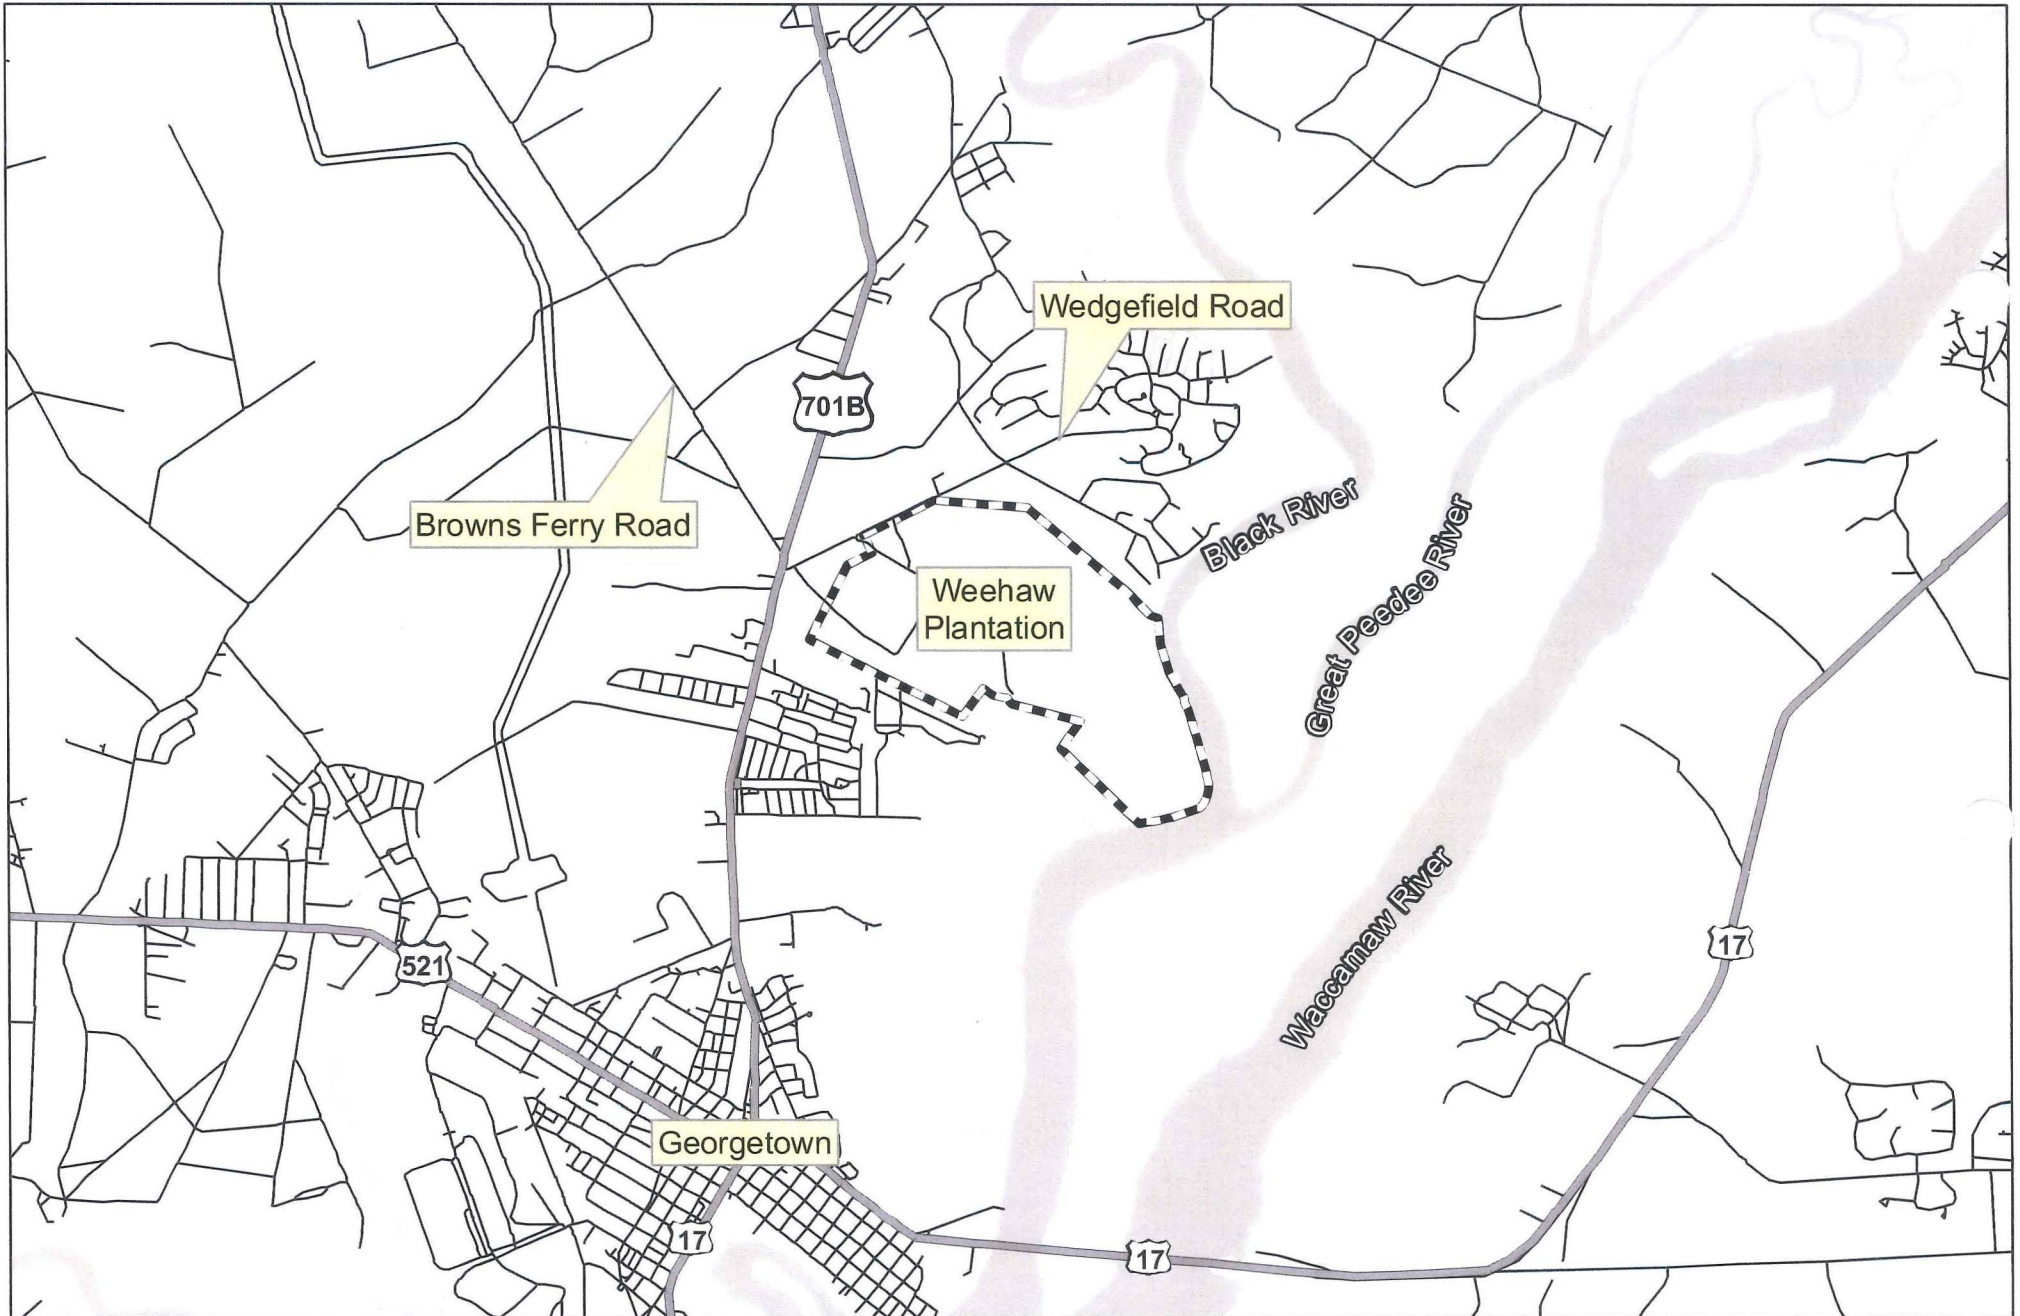 Wedgefield Road
701B
Browns Ferry Road
Black River
Great Peedee River
Weehaw
Plantation
Waccamaw River
17
521
Georgetown
17
17